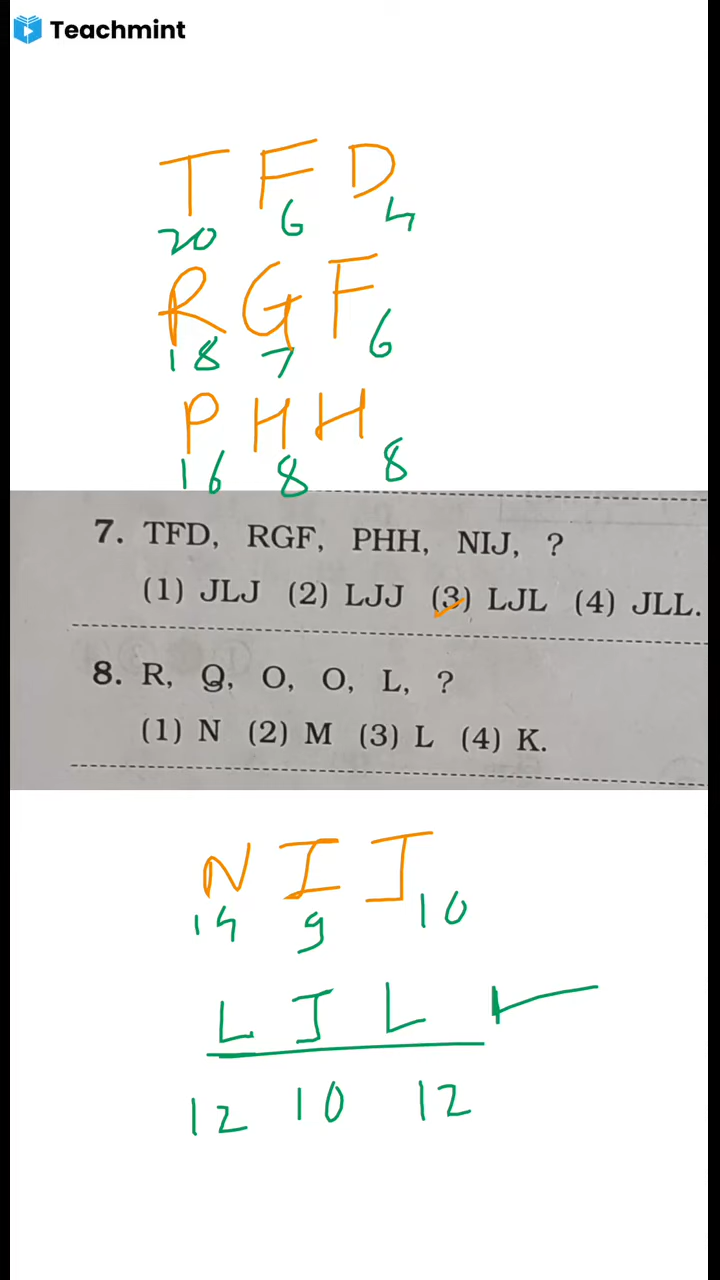 Teachmint
T F D
20 6 4
R G F
18 7 6
P H H
16 8 8
7. TFD, RGF, PHH, NIJ, ?
(1) JLJ (2) LJJ (3) LJL (4) JLL.
8. R, Q, O, O, L, ?
(1) N (2) M (3) L (4) K.
N I J
14 9 10
L J L
12 10 12